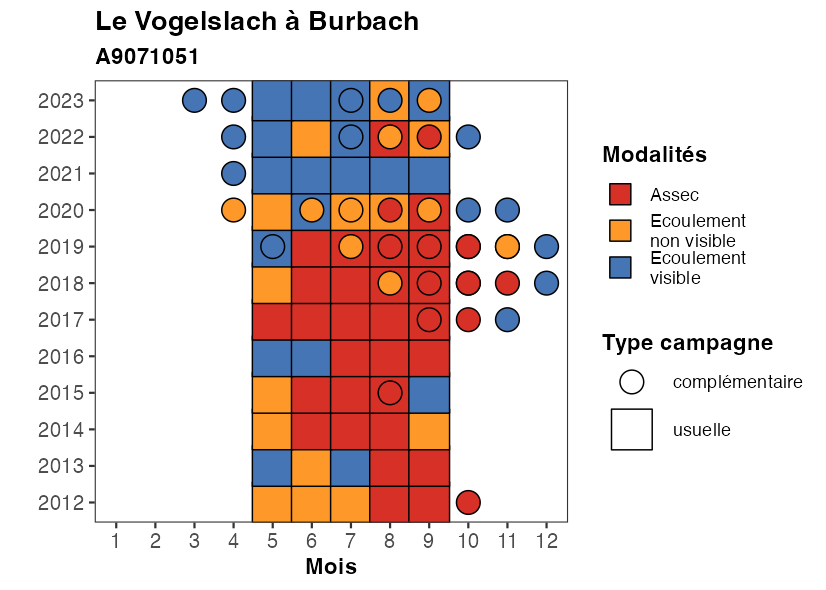 Le Vogelslach à Burbach
A9071051
2023
2022
2021
2020
2019
2018
2017
2016
2015
2014
2013
2012
1 2 3 4 5 6 7 8 9 10 11 12
Mois
Modalités
Assec
Ecoulement
non visible
Ecoulement
visible
Type campagne
complémentaire
usuelle